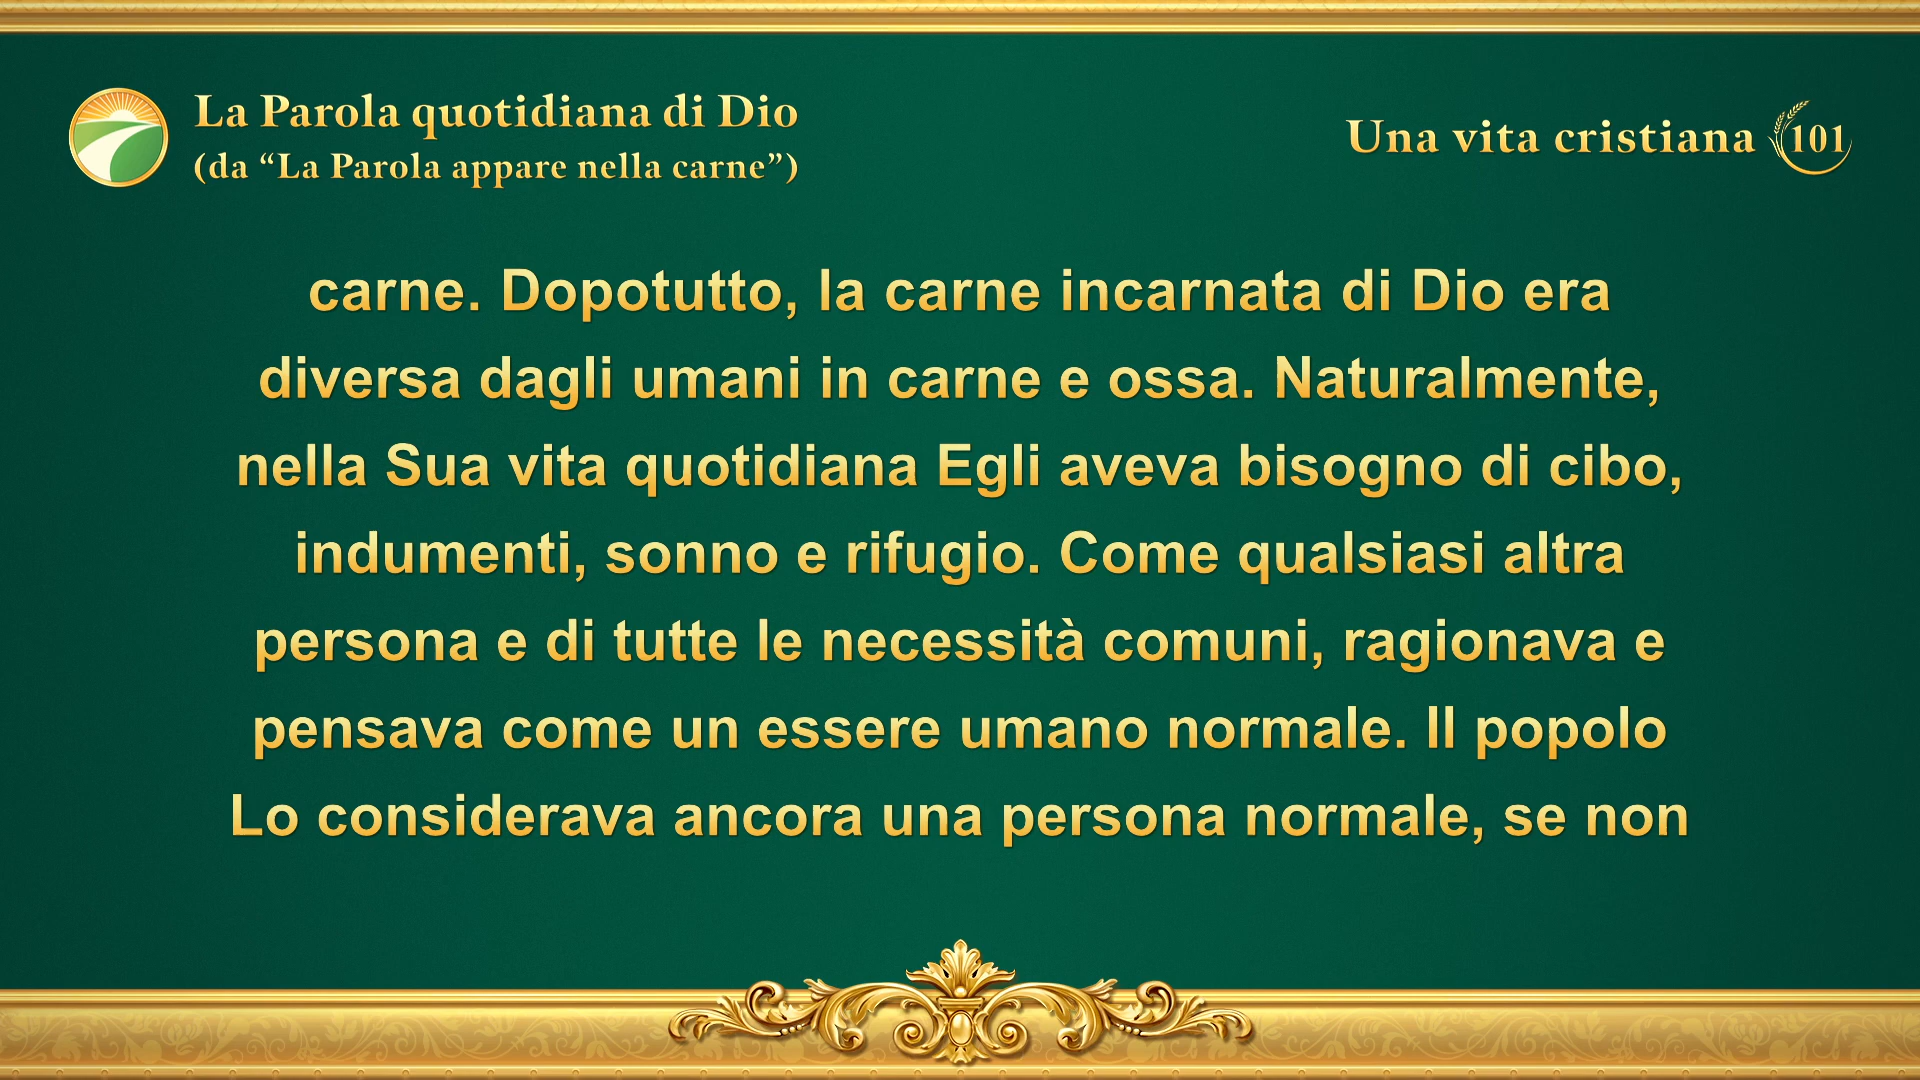 La Parola quotidiana di Dio
(da “La Parola appare nella carne”)
Una vita cristiana 101
carne. Dopotutto, la carne incarnata di Dio era
diversa dagli umani in carne e ossa. Naturalmente,
nella Sua vita quotidiana Egli aveva bisogno di cibo,
indumenti, sonno e rifugio. Come qualsiasi altra
persona e di tutte le necessità comuni, ragionava e
pensava come un essere umano normale. Il popolo
Lo considerava ancora una persona normale, se non